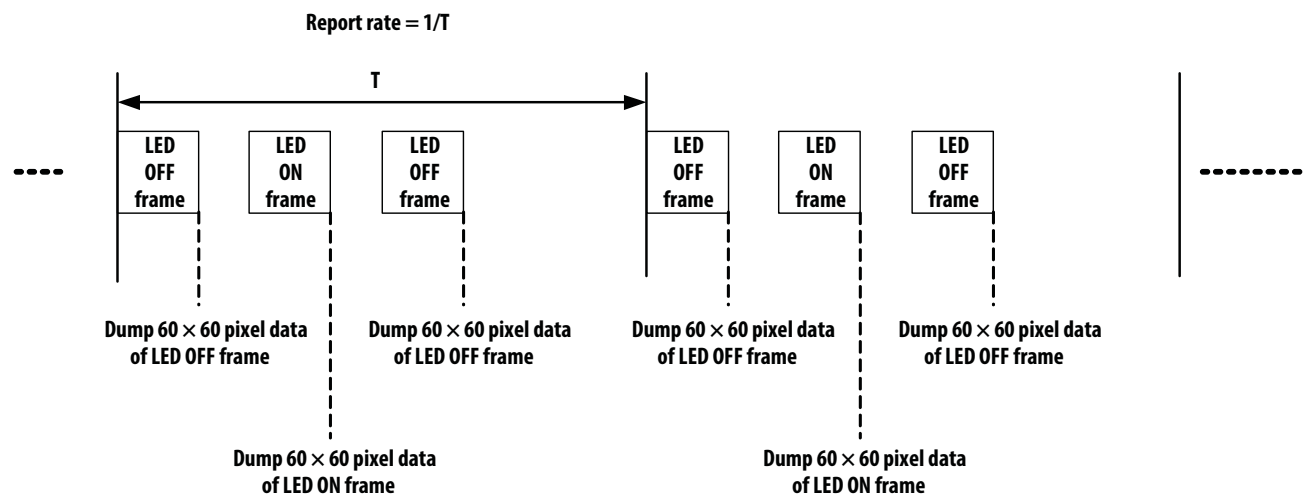 Report rate = 1/T
T
LED
OFF
frame
LED
ON
frame
LED
OFF
frame
LED
OFF
frame
LED
ON
frame
LED
OFF
frame
Dump 60 × 60 pixel data
of LED OFF frame
Dump 60 × 60 pixel data
of LED OFF frame
Dump 60 × 60 pixel data
of LED OFF frame
Dump 60 × 60 pixel data
of LED OFF frame
Dump 60 × 60 pixel data
of LED ON frame
Dump 60 × 60 pixel data
of LED ON frame